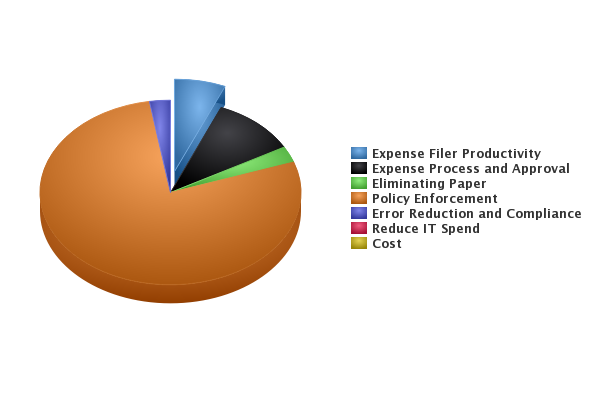 Expense Filer Productivity
Expense Process and Approval
Eliminating Paper
Policy Enforcement
Error Reduction and Compliance
Reduce IT Spend
Cost